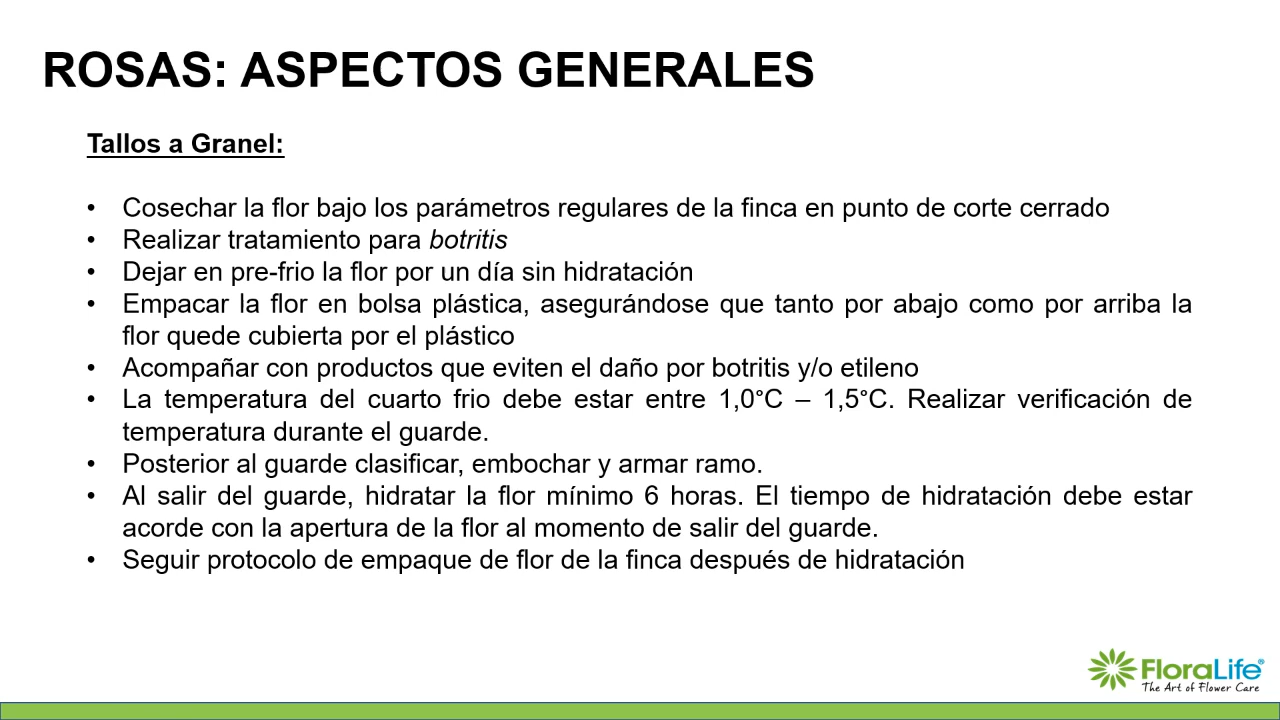 ROSAS: ASPECTOS GENERALES
Tallos a Granel:
• Cosechar la flor bajo los parámetros regulares de la finca en punto de corte cerrado
• Realizar tratamiento para botritis
• Dejar en pre-frio la flor por un día sin hidratación
• Empacar la flor en bolsa plástica, asegurándose que tanto por abajo como por arriba la
flor quede cubierta por el plástico
• Acompañar con productos que eviten el daño por botritis y/o etileno
• La temperatura del cuarto frio debe estar entre 1,0°C – 1,5°C. Realizar verificación de
temperatura durante el guarde.
• Posterior al guarde clasificar, embochar y armar ramo.
• Al salir del guarde, hidratar la flor mínimo 6 horas. El tiempo de hidratación debe estar
acorde con la apertura de la flor al momento de salir del guarde.
• Seguir protocolo de empaque de flor de la finca después de hidratación
FloraLife®
The Art of Flower Care